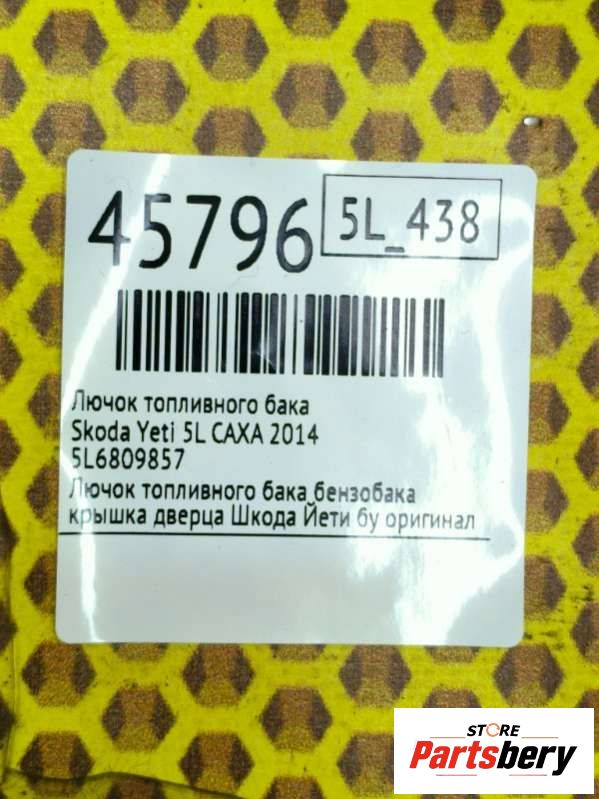 45796
5L_438
Лючок топливного бака
Skoda Yeti 5L CAXA 2014
5L6809857
Лючок топливного бака бензобака
крышка дверца Шкода Йети бу оригинал
STORE
Partsbery